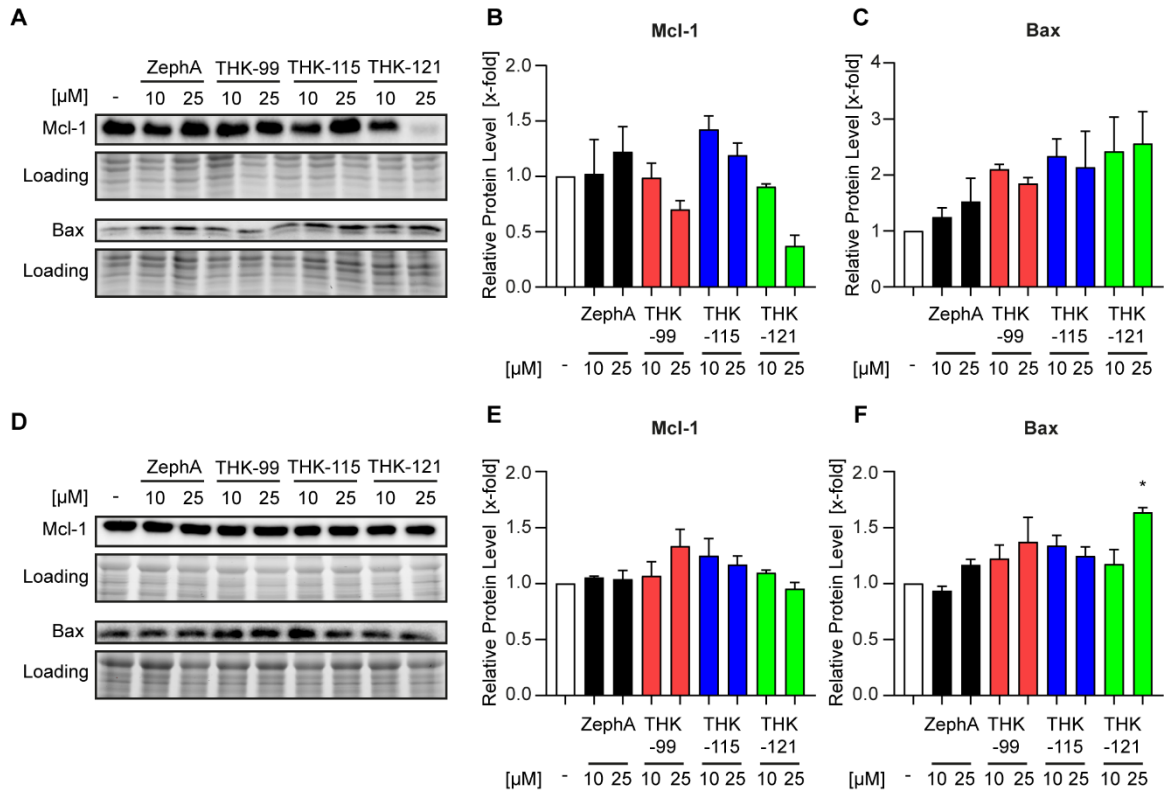 A
ZephA THK-99 THK-115 THK-121
[µM] - 10 25 10 25 10 25 10 25
Mcl-1
Loading
Bax
Loading
B
Mcl-1
Relative Protein Level [x-fold]
2.0
1.5
1.0
0.5
0.0
ZephA THK THK THK
-99 -115 -121
[µM] - 10 25 10 25 10 25 10 25
C
Bax
Relative Protein Level [x-fold]
4
3
2
1
0
ZephA THK THK THK
-99 -115 -121
[µM] - 10 25 10 25 10 25 10 25
D
ZephA THK-99 THK-115 THK-121
[µM] - 10 25 10 25 10 25 10 25
Mcl-1
Loading
Bax
Loading
E
Mcl-1
Relative Protein Level [x-fold]
2.0
1.5
1.0
0.5
0.0
ZephA THK THK THK
-99 -115 -121
[µM] - 10 25 10 25 10 25 10 25
F
Bax
Relative Protein Level [x-fold]
2.0
1.5
1.0
0.5
0.0
*
ZephA THK THK THK
-99 -115 -121
[µM] - 10 25 10 25 10 25 10 25